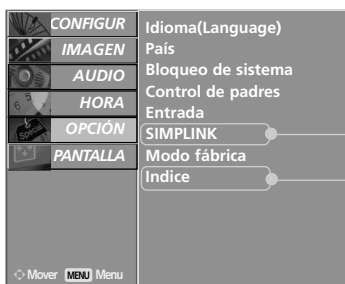 CONFIGUR
IMAGEN
AUDIO
HORA
OPCIÓN
PANTALLA
Idioma(Language)
País
Bloqueo de sistema
Control de padres
Entrada
SIMPLINK
Modo fábrica
Indice
Mover MENU Menu
Special